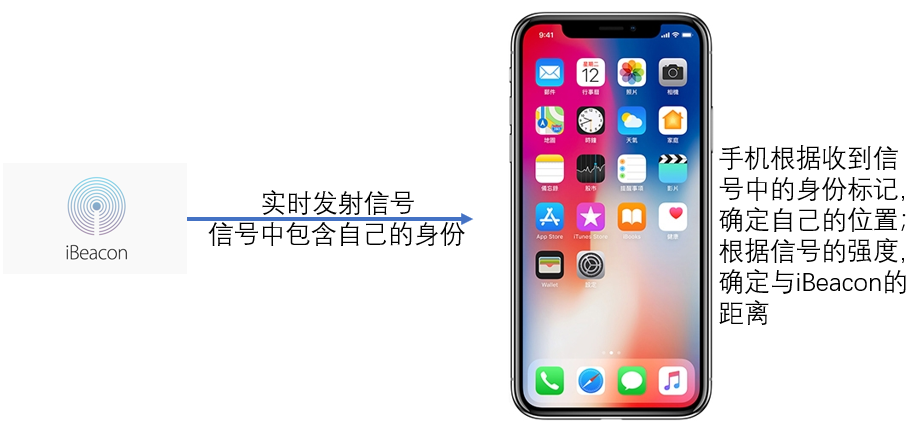 iBeacon
实时发射信号
信号中包含自己的身份
9:41
星期二
12
郵件
行事曆
照片
相機
地圖
時鐘
天氣
家庭
備忘錄
股市
提醒事項
影片
App Store
iTunes Store
iBooks
健康
Wallet
設定
手机根据收到信
号中的身份标记,
确定自己的位置;
根据信号的强度,
确定与iBeacon的
距离